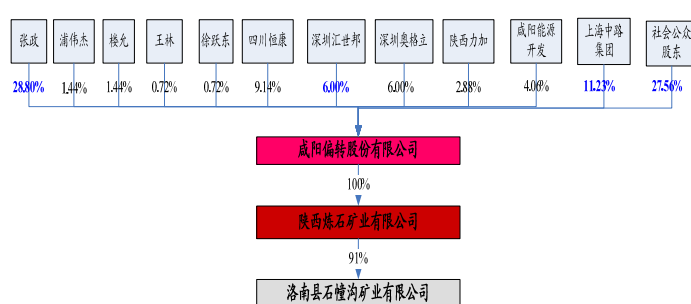 张政 浦伟杰 楼允 王林 徐跃东 四川恒康 深圳汇世邦 深圳奥格立 陕西力加 咸阳能源开发 上海中路集团 社会公众股东
28.80% 1.44% 1.44% 0.72% 0.72% 9.14% 6.00% 6.00% 2.88% 4.06% 11.23% 27.56%
咸阳偏转股份有限公司
100%
陕西炼石矿业有限公司
91%
洛南县石幢沟矿业有限公司